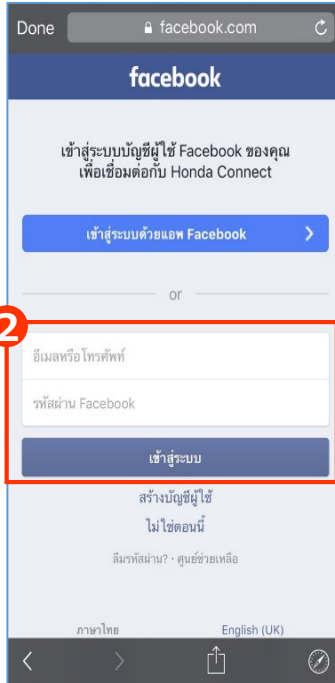 Done facebook.com
facebook
เข้าสู่ระบบบัญชีผู้ใช้ Facebook ของคุณ
เพื่อเชื่อมต่อกับ Honda Connect
เข้าสู่ระบบด้วยแอพ Facebook
or
2
อีเมลหรือโทรศัพท์
รหัสผ่าน Facebook
เข้าสู่ระบบ
สร้างบัญชีผู้ใช้
ไม่ใช่ตอนนี้
ลืมรหัสผ่าน? · ศูนย์ช่วยเหลือ
ภาษาไทย English (UK)